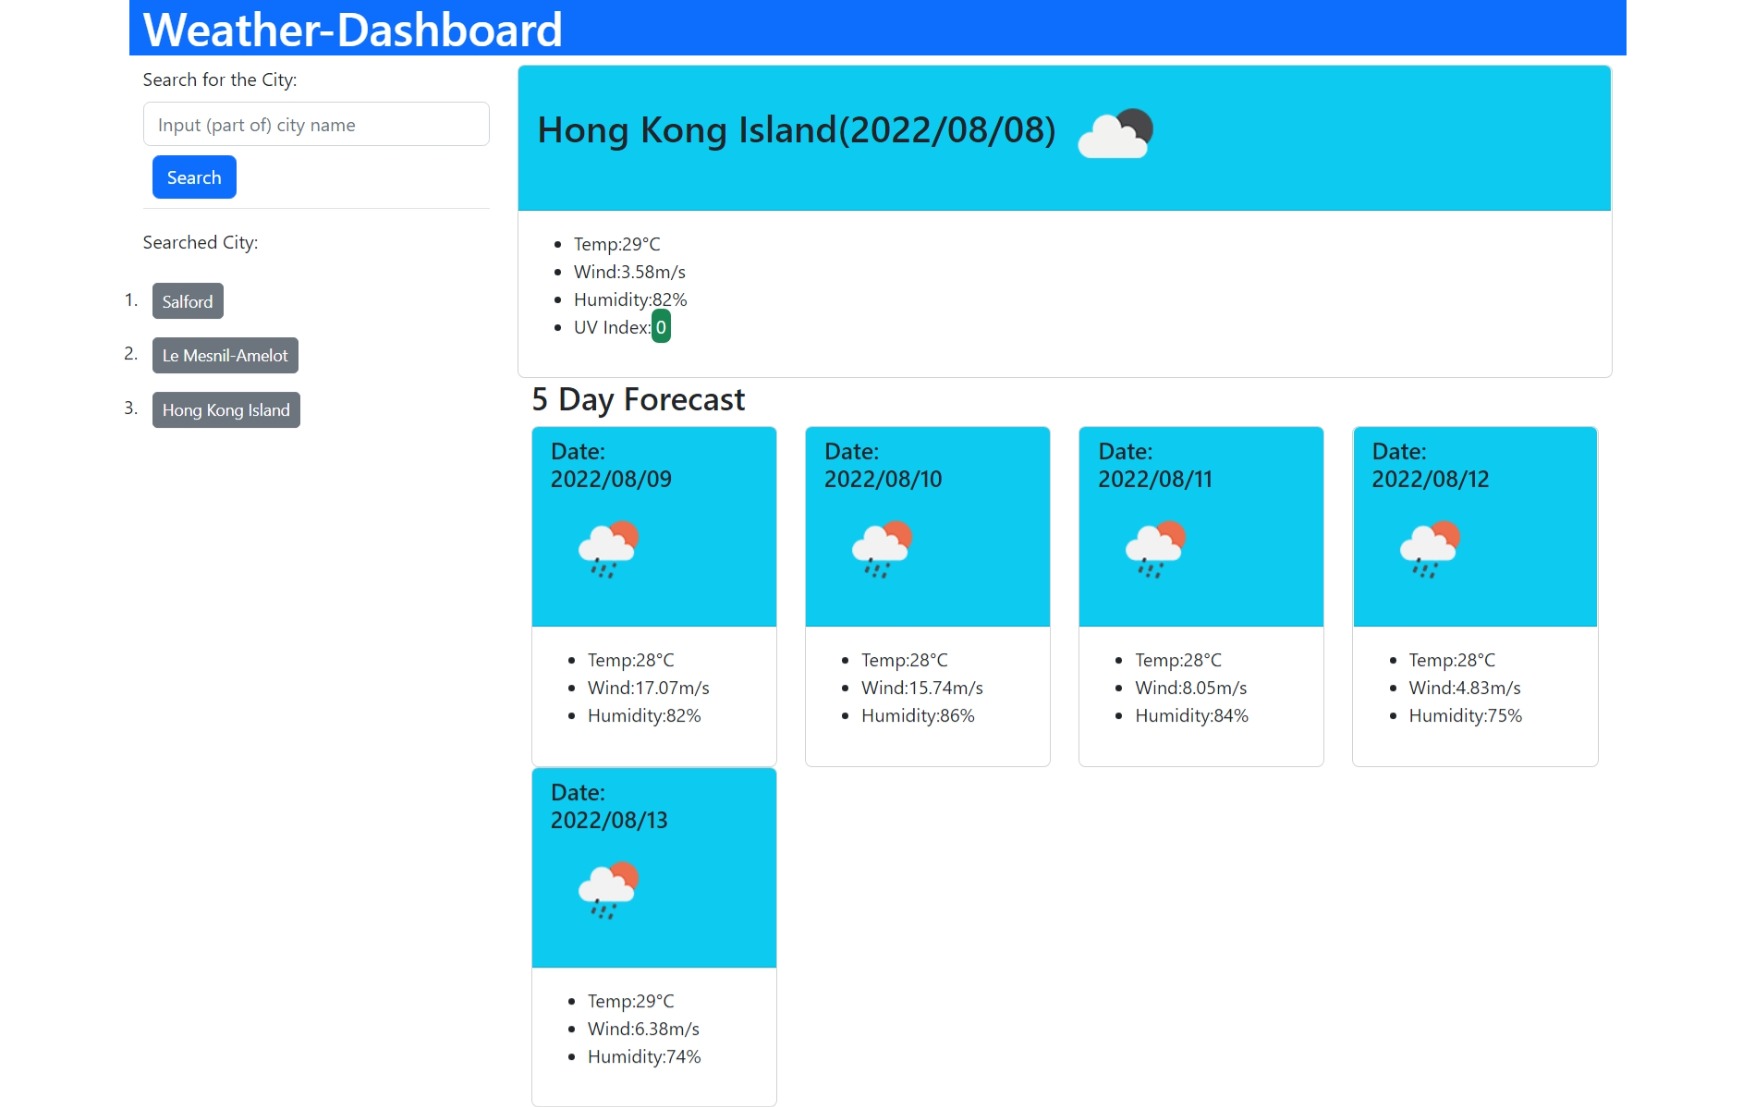 Weather-Dashboard
Search for the City:
Input (part of) city name
Search
Searched City:
1. Salford
2. Le Mesnil-Amelot
3. Hong Kong Island
Hong Kong Island(2022/08/08)
Temp:29°C
Wind:3.58m/s
Humidity:82%
UV Index:0
5 Day Forecast
Date:
2022/08/09
Temp:28°C
Wind:17.07m/s
Humidity:82%
Date:
2022/08/10
Temp:28°C
Wind:15.74m/s
Humidity:86%
Date:
2022/08/11
Temp:28°C
Wind:8.05m/s
Humidity:84%
Date:
2022/08/12
Temp:28°C
Wind:4.83m/s
Humidity:75%
Date:
2022/08/13
Temp:29°C
Wind:6.38m/s
Humidity:74%